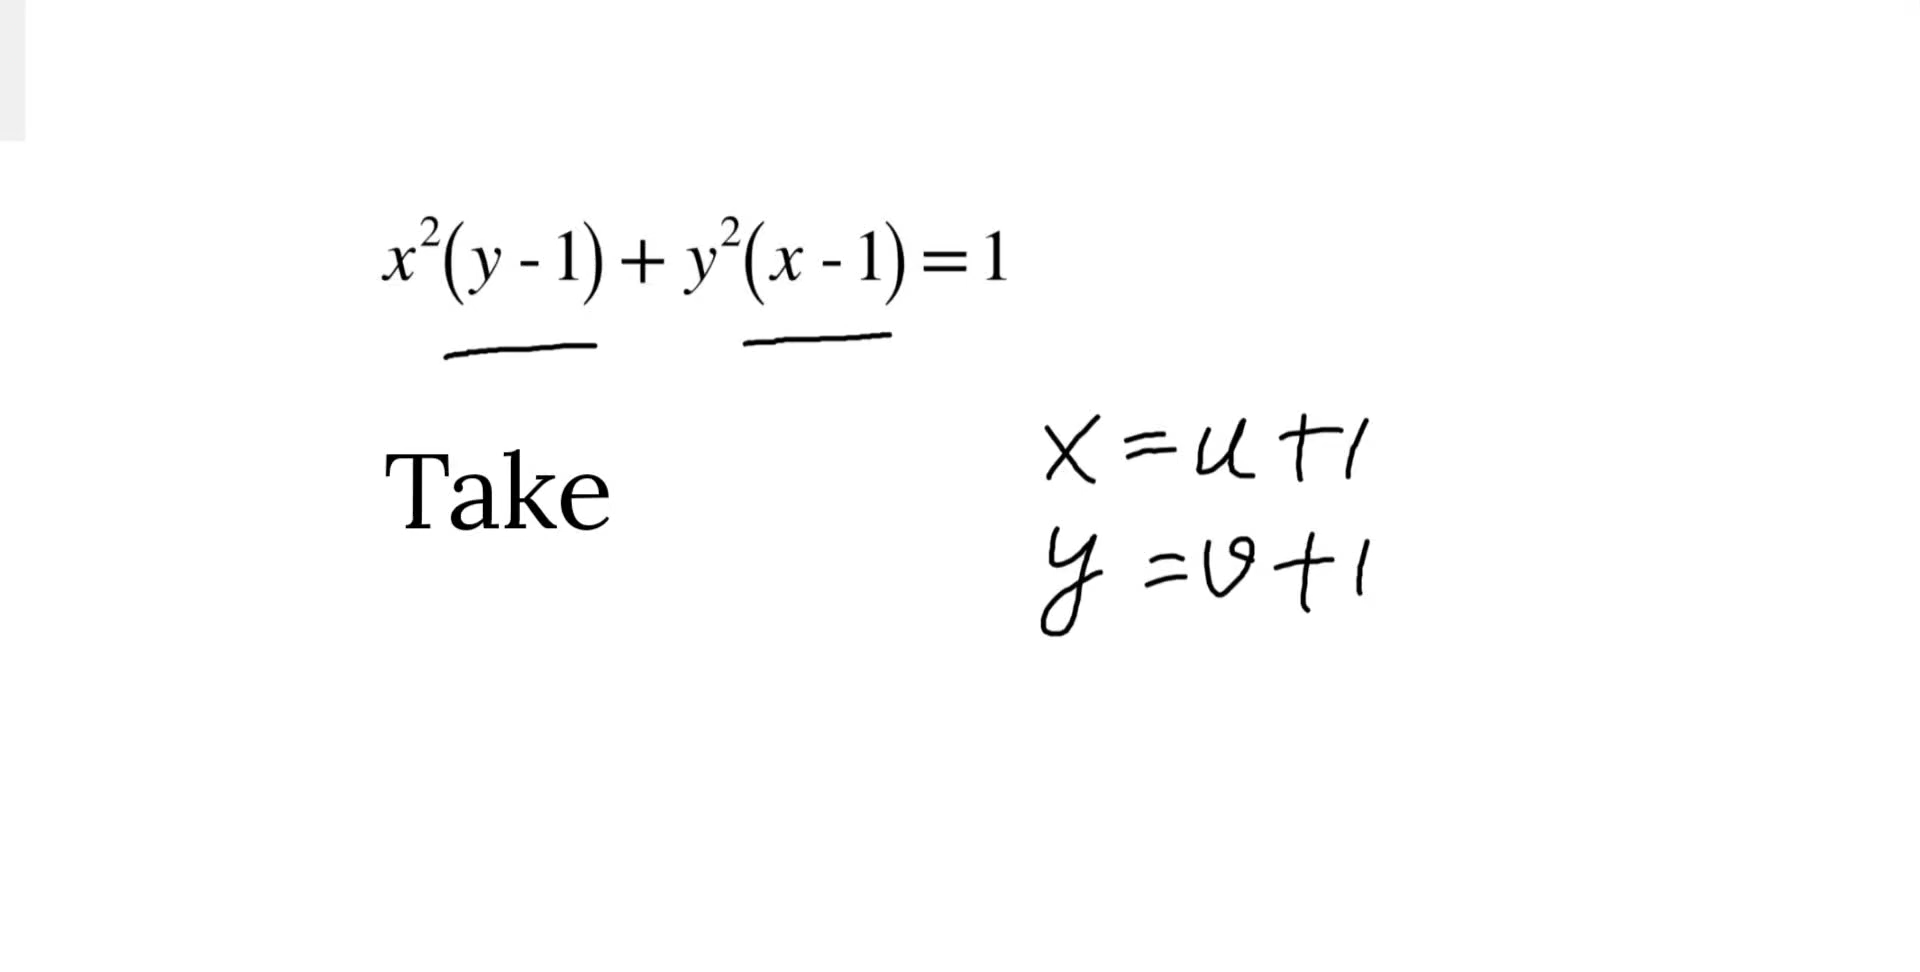 x²(y - 1) + y²(x - 1) = 1
Take
x = u + 1
y = v + 1